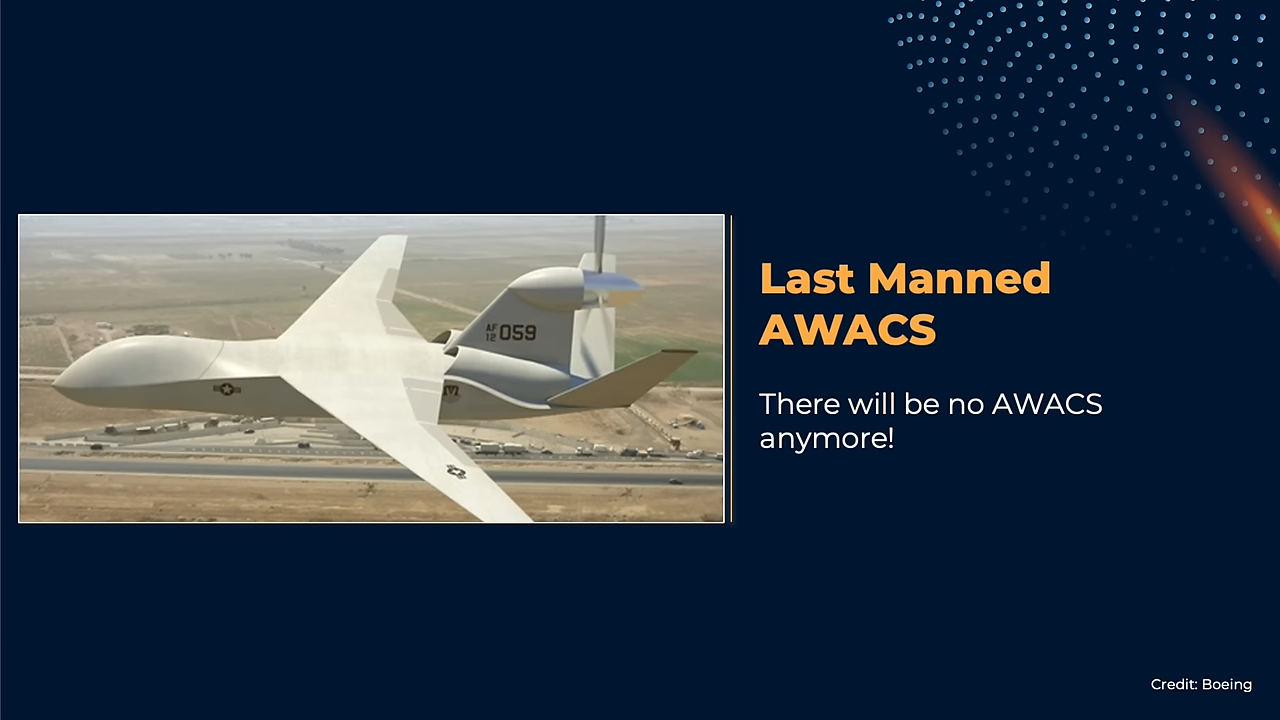 AF
12 059
Last Manned
AWACS
There will be no AWACS
anymore!
Credit: Boeing